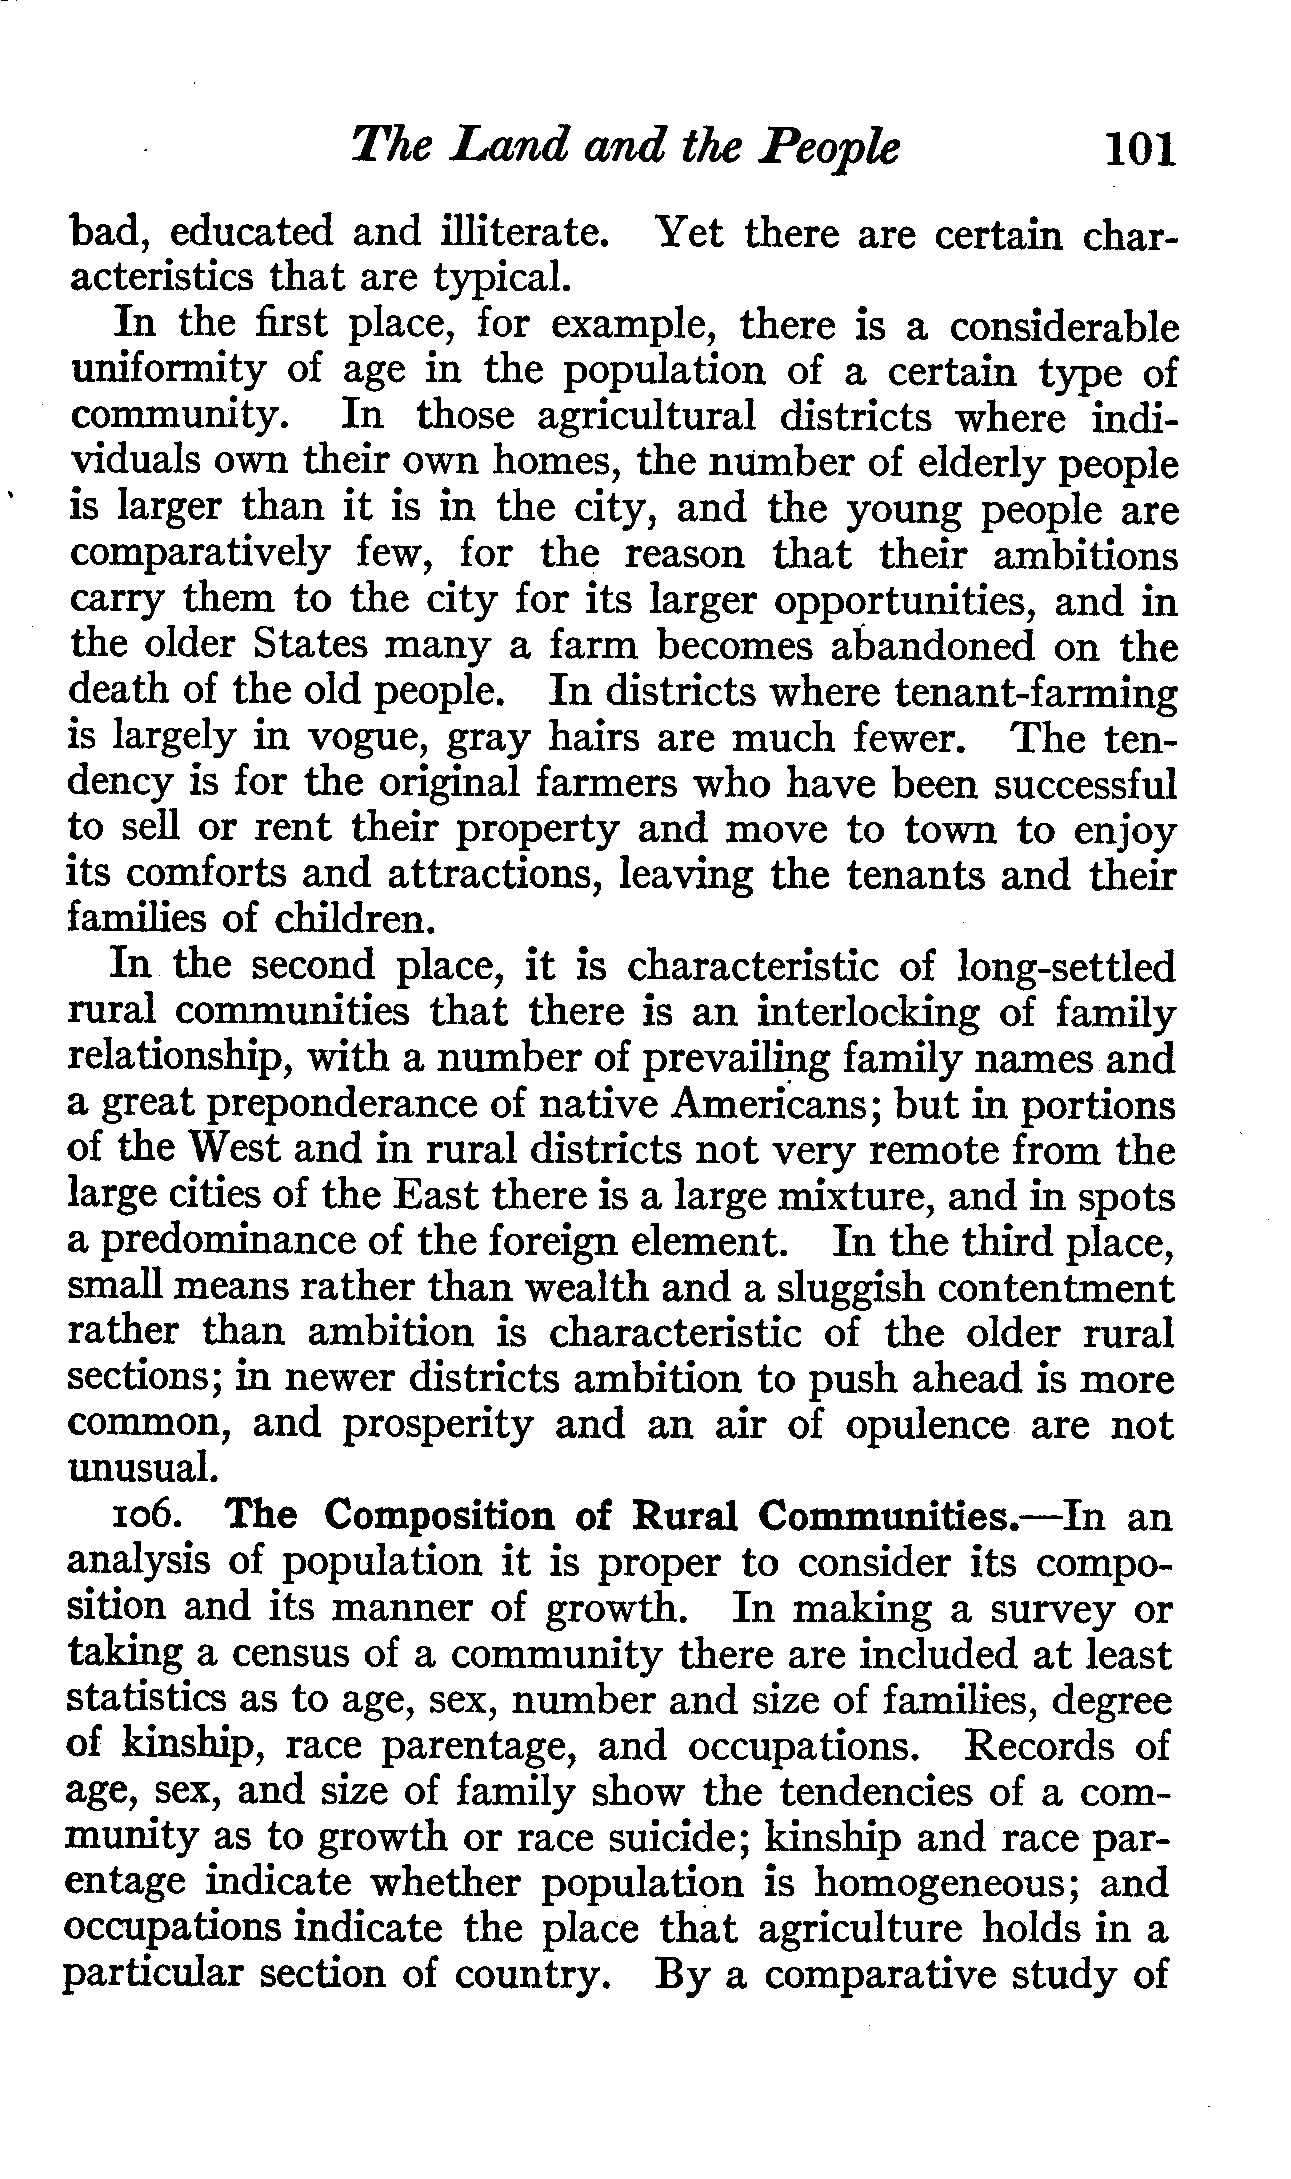 The Land and the People 101
bad, educated and illiterate. Yet there are certain char-
acteristics that are typical.
In the first place, for example, there is a considerable
uniformity of age in the population of a certain type of
community. In those agricultural districts where indi-
viduals own their own homes, the number of elderly people
is larger than it is in the city, and the young people are
comparatively few, for the reason that their ambitions
carry them to the city for its larger opportunities, and in
the older States many a farm becomes abandoned on the
death of the old people. In districts where tenant-farming
is largely in vogue, gray hairs are much fewer. The ten-
dency is for the original farmers who have been successful
to sell or rent their property and move to town to enjoy
its comforts and attractions, leaving the tenants and their
families of children.
In the second place, it is characteristic of long-settled
rural communities that there is an interlocking of family
relationship, with a number of prevailing family names and
a great preponderance of native Americans; but in portions
of the West and in rural districts not very remote from the
large cities of the East there is a large mixture, and in spots
a predominance of the foreign element. In the third place,
small means rather than wealth and a sluggish contentment
rather than ambition is characteristic of the older rural
sections; in newer districts ambition to push ahead is more
common, and prosperity and an air of opulence are not
unusual.
106. The Composition of Rural Communities.—In an
analysis of population it is proper to consider its compo-
sition and its manner of growth. In making a survey or
taking a census of a community there are included at least
statistics as to age, sex, number and size of families, degree
of kinship, race parentage, and occupations. Records of
age, sex, and size of family show the tendencies of a com-
munity as to growth or race suicide; kinship and race par-
entage indicate whether population is homogeneous; and
occupations indicate the place that agriculture holds in a
particular section of country. By a comparative study of